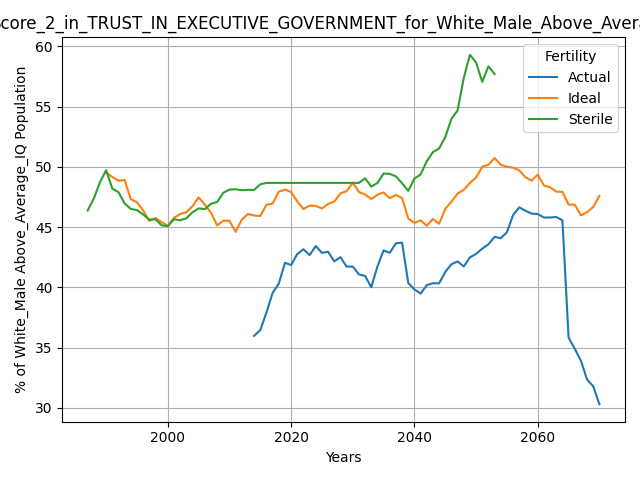 core_2_in_TRUST_IN_EXECUTIVE_GOVERNMENT_for_White_Male_Above_Avera
% of White_Male Above_Average_IQ Population
60
55
50
45
40
35
30
Fertility
Actual
Ideal
Sterile
2000
2020
2040
2060
Years